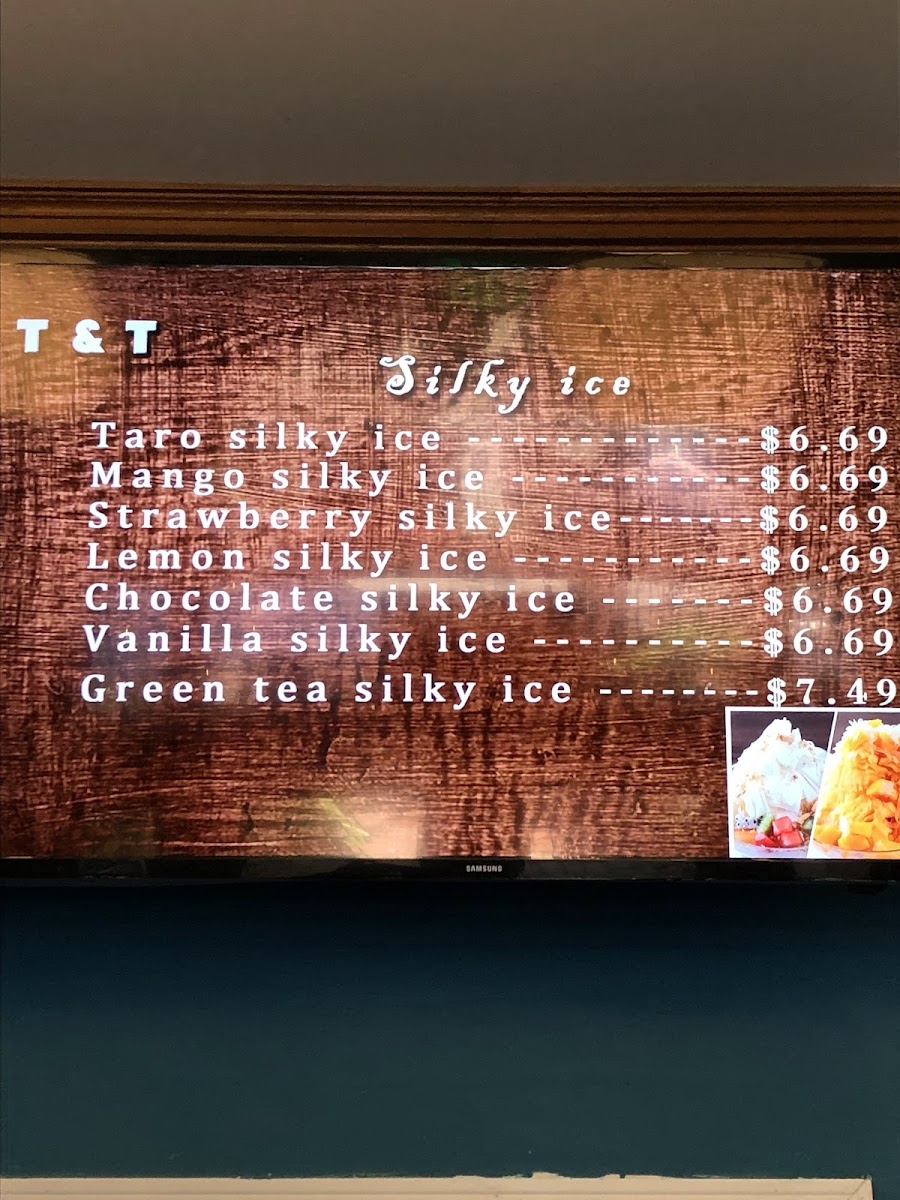 T & T
Silky ice
Taro silky ice -------------$6.69
Mango silky ice -----------$6.69
Strawberry silky ice-------$6.69
Lemon silky ice -----------$6.69
Chocolate silky ice -------$6.69
Vanilla silky ice ----------$6.69
Green tea silky ice --------$7.49
SAMSUNG